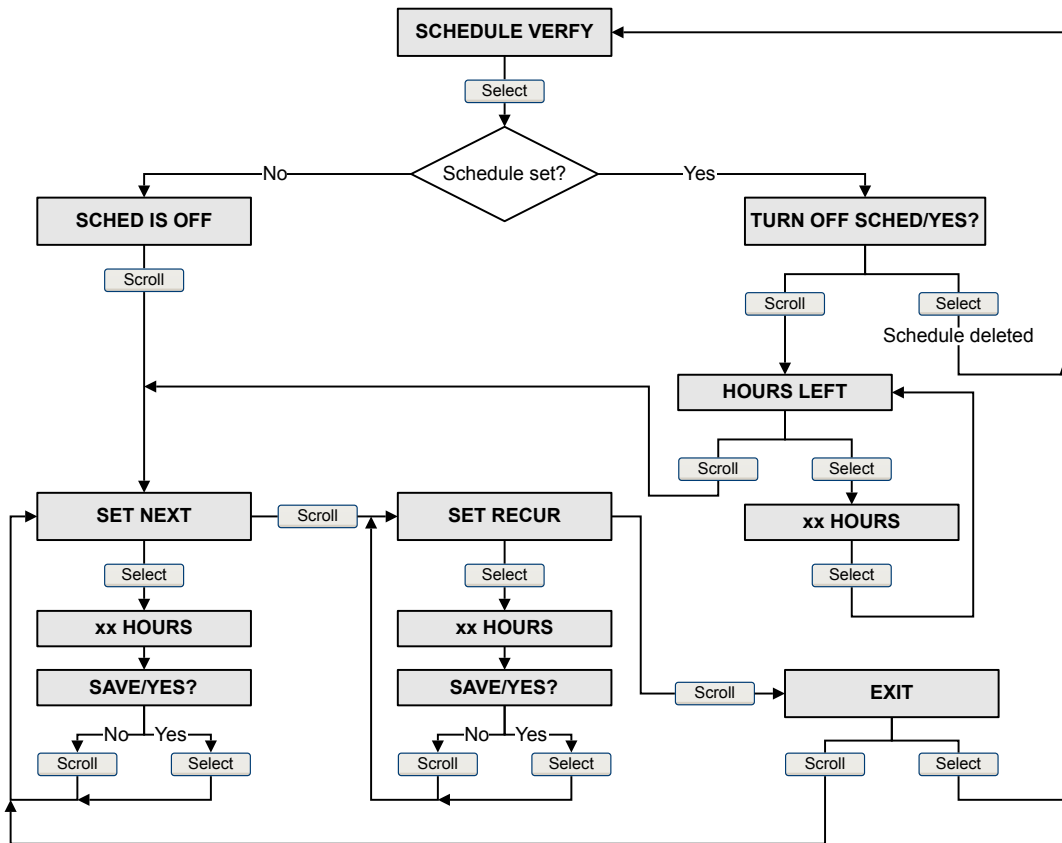 SCHEDULE VERFY
Select
Schedule set?
No
Yes
SCHED IS OFF
TURN OFF SCHED/YES?
Scroll
Scroll
Select
Schedule deleted
HOURS LEFT
Scroll
Select
SET NEXT
Scroll
SET RECUR
xx HOURS
Select
Select
Select
xx HOURS
xx HOURS
SAVE/YES?
SAVE/YES?
Scroll
EXIT
No
Yes
No
Yes
Scroll
Select
Scroll
Select
Scroll
Select